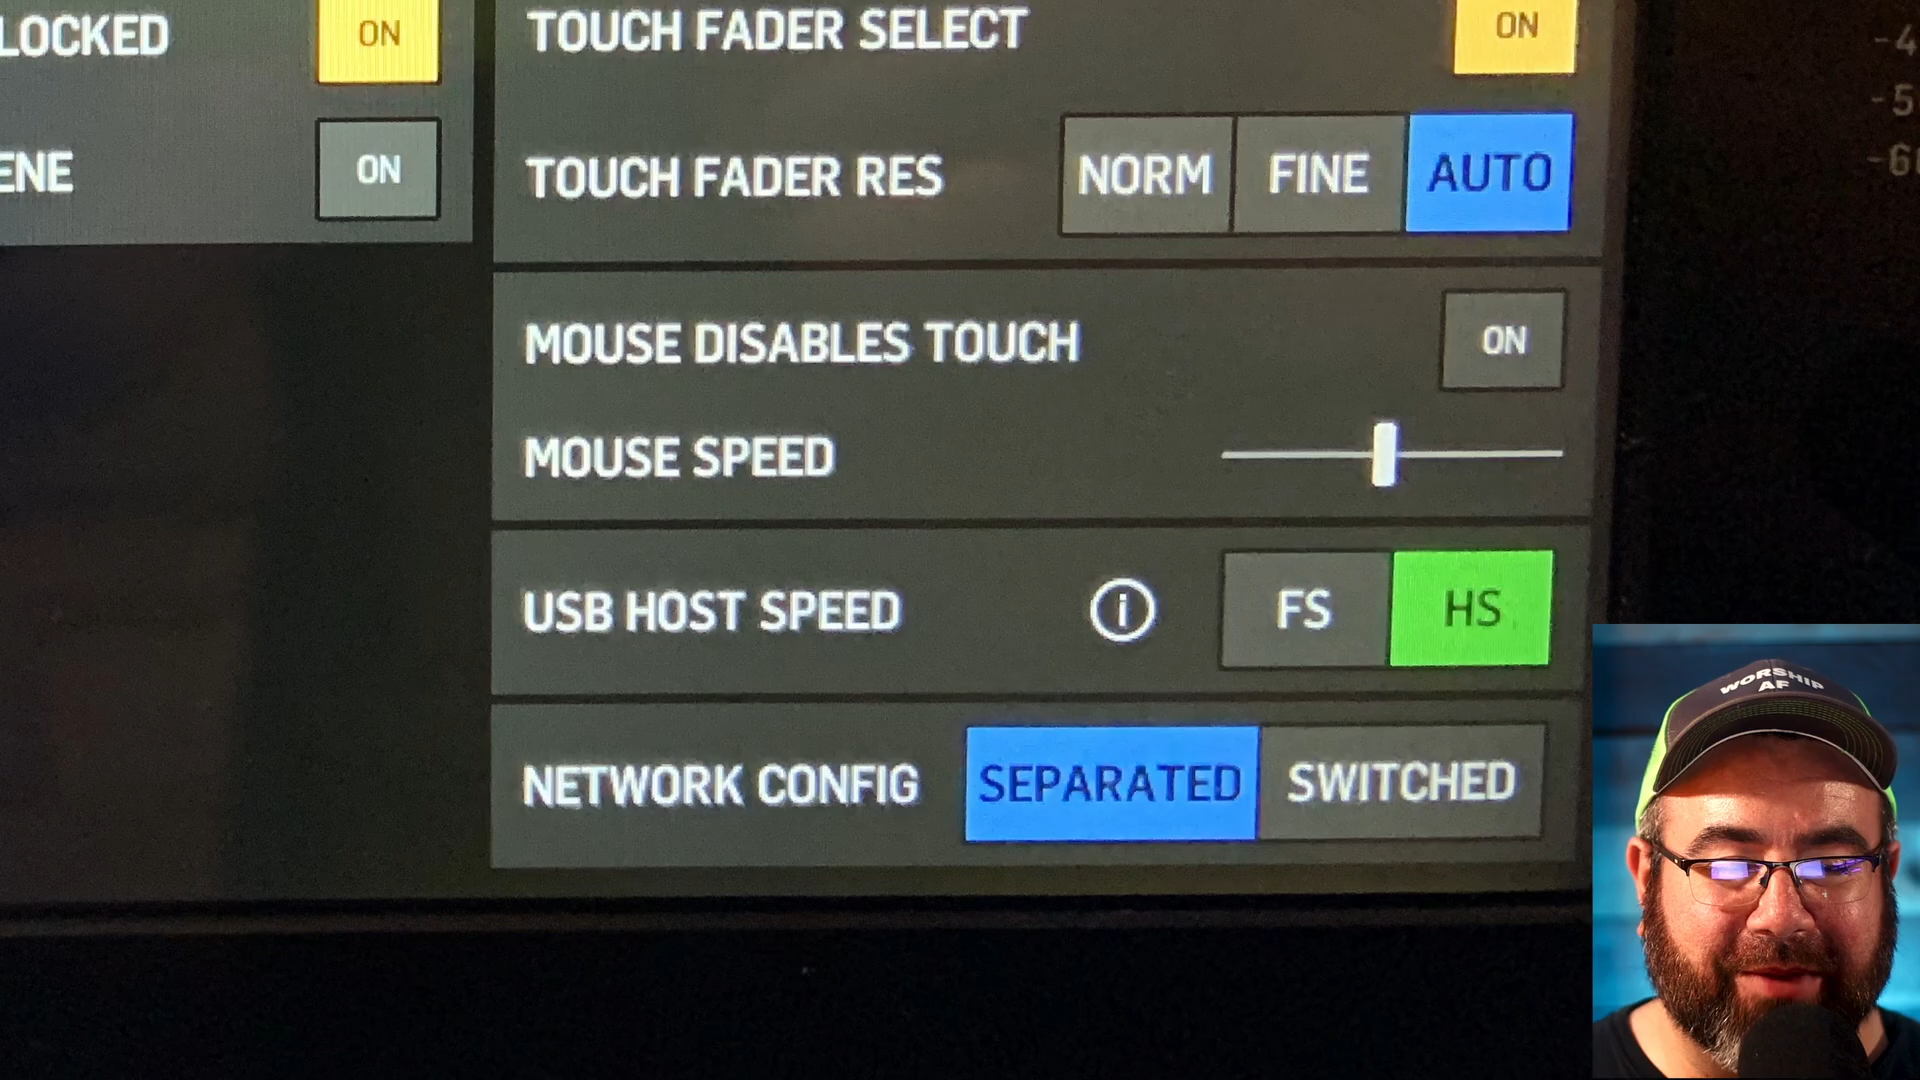 LOCKED ON
ENE ON
TOUCH FADER SELECT ON
TOUCH FADER RES NORM FINE AUTO
MOUSE DISABLES TOUCH ON
MOUSE SPEED
USB HOST SPEED i FS HS
NETWORK CONFIG SEPARATED SWITCHED
-4
-5
-6
WORSHIP
AF